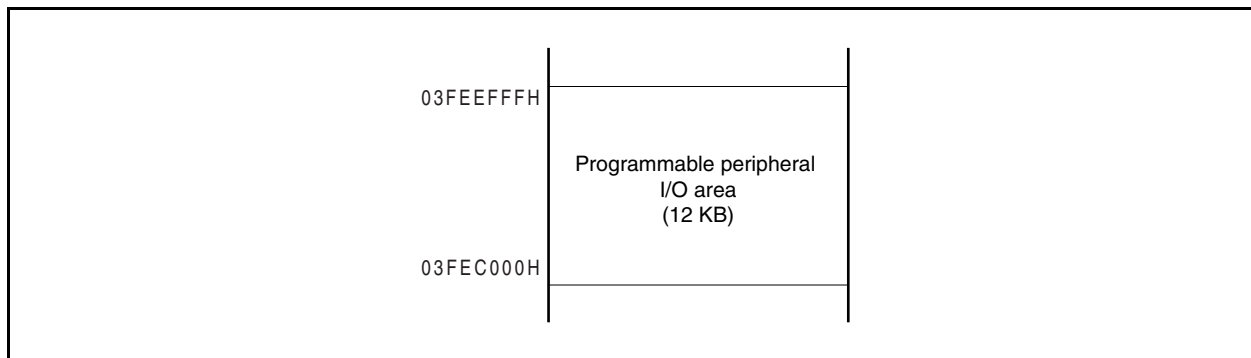 03FEEFFFH
Programmable peripheral
I/O area
(12 KB)
03FEC000H